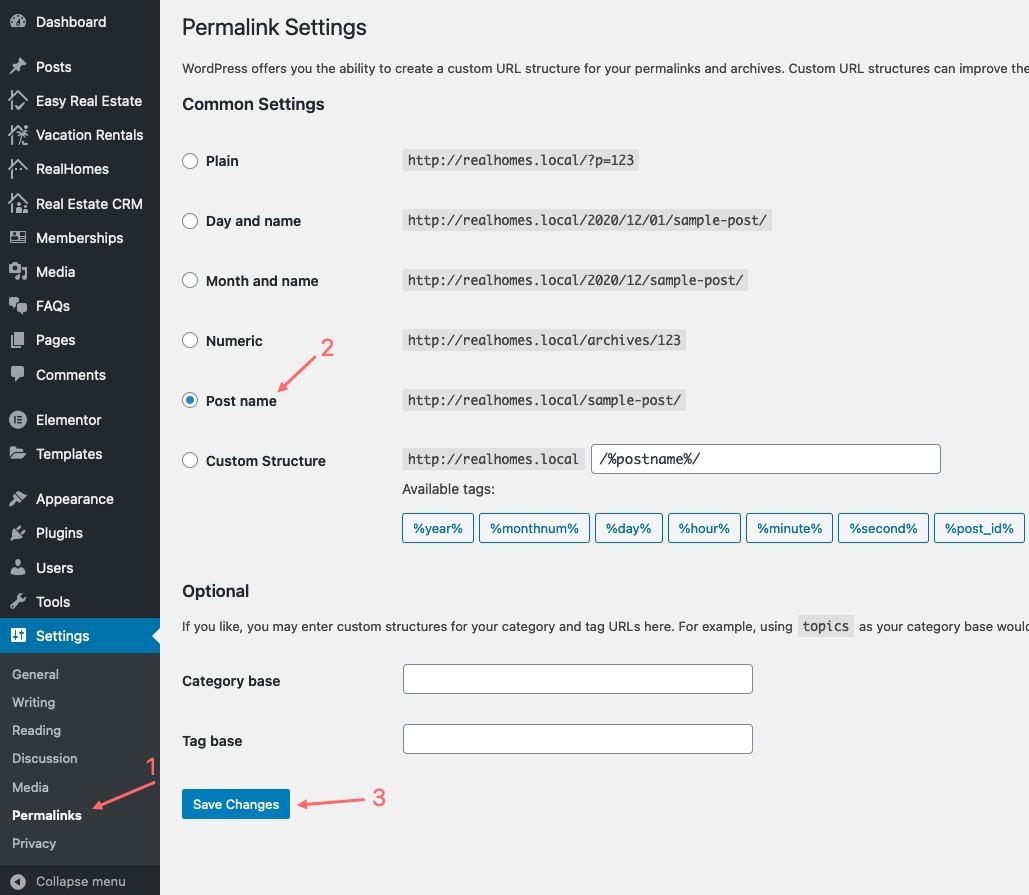 Dashboard
Posts
Easy Real Estate
Vacation Rentals
RealHomes
Real Estate CRM
Memberships
Media
FAQs
Pages
Comments
Elementor
Templates
Appearance
Plugins
Users
Tools
Settings
General
Writing
Reading
Discussion
Media
1
Permalinks
Privacy
Collapse menu
Permalink Settings
WordPress offers you the ability to create a custom URL structure for your permalinks and archives. Custom URL structures can improve the
Common Settings
Plain http://realhomes.local/?p=123
Day and name http://realhomes.local/2020/12/01/sample-post/
Month and name http://realhomes.local/2020/12/sample-post/
Numeric http://realhomes.local/archives/123
2
Post name http://realhomes.local/sample-post/
Custom Structure http://realhomes.local /%postname%/
Available tags:
%year% %monthnum% %day% %hour% %minute% %second% %post_id%
Optional
If you like, you may enter custom structures for your category and tag URLs here. For example, using topics as your category base would
Category base
Tag base
Save Changes 3